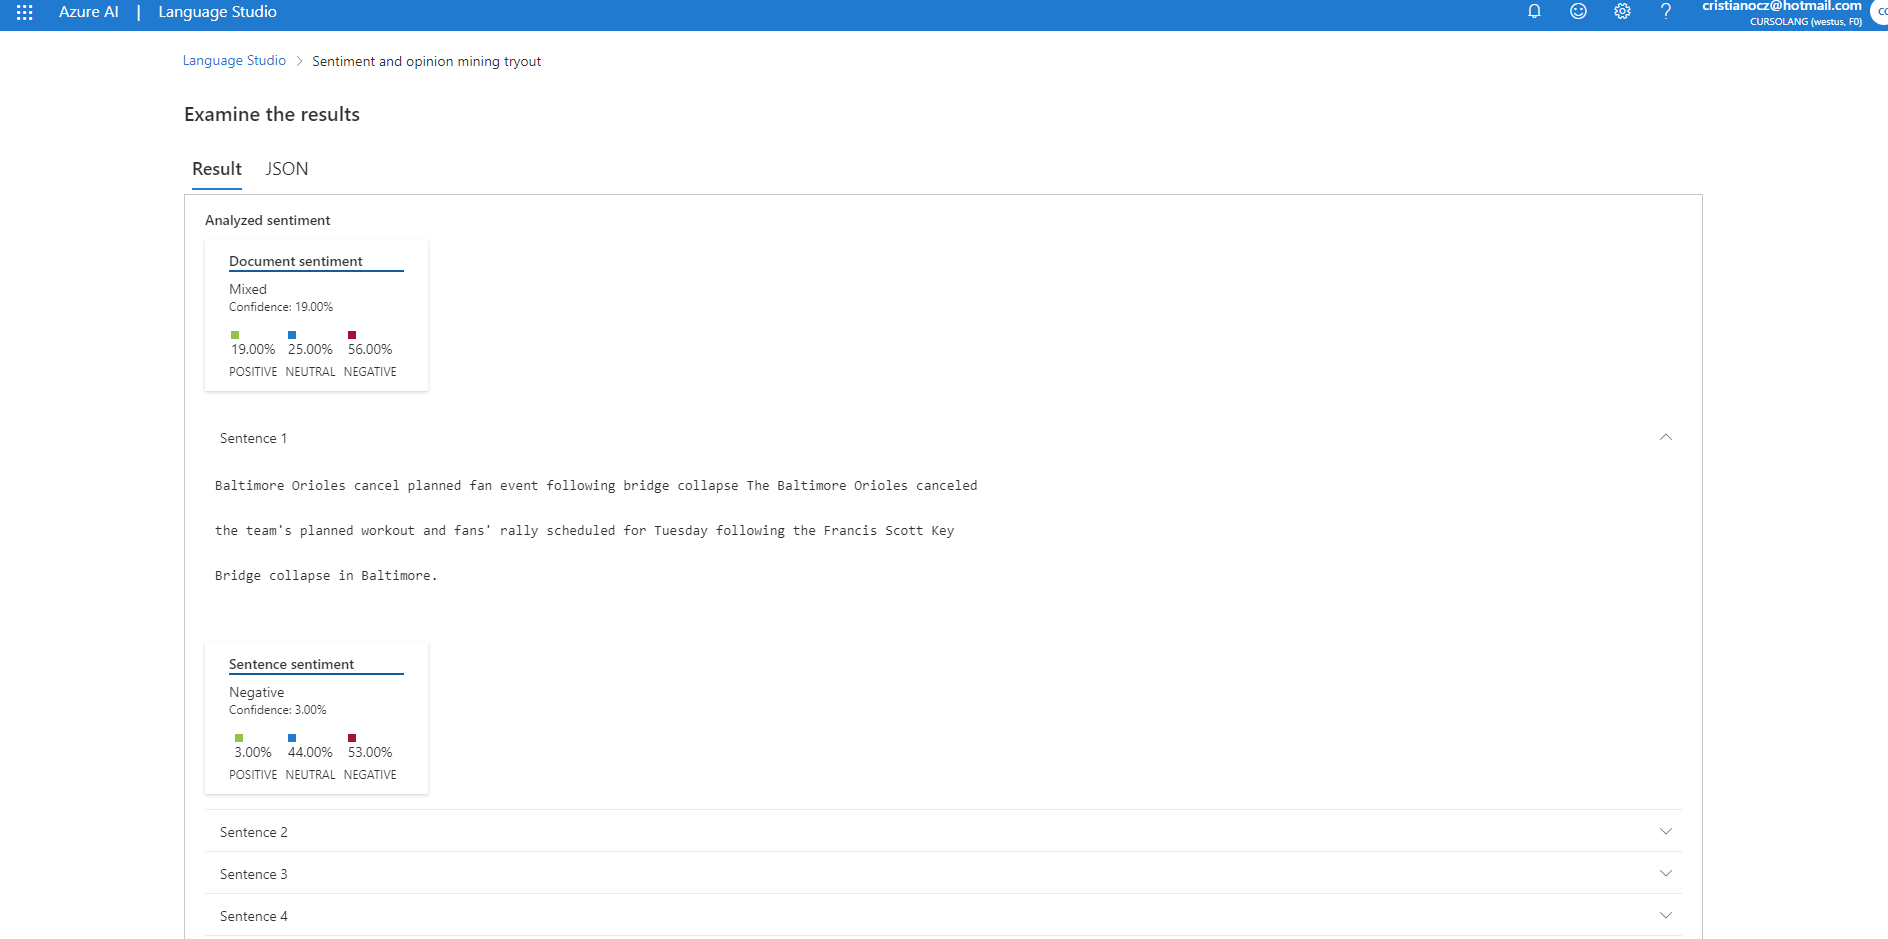 Azure AI | Language Studio
cristianocz@hotmail.com
CURSOLANG (westus, F0)
Language Studio > Sentiment and opinion mining tryout
Examine the results
Result JSON
Analyzed sentiment
Document sentiment
Mixed
Confidence: 19.00%
19.00% 25.00% 56.00%
POSITIVE NEUTRAL NEGATIVE
Sentence 1
Baltimore Orioles cancel planned fan event following bridge collapse The Baltimore Orioles canceled
the team's planned workout and fans' rally scheduled for Tuesday following the Francis Scott Key
Bridge collapse in Baltimore.
Sentence sentiment
Negative
Confidence: 3.00%
3.00% 44.00% 53.00%
POSITIVE NEUTRAL NEGATIVE
Sentence 2
Sentence 3
Sentence 4